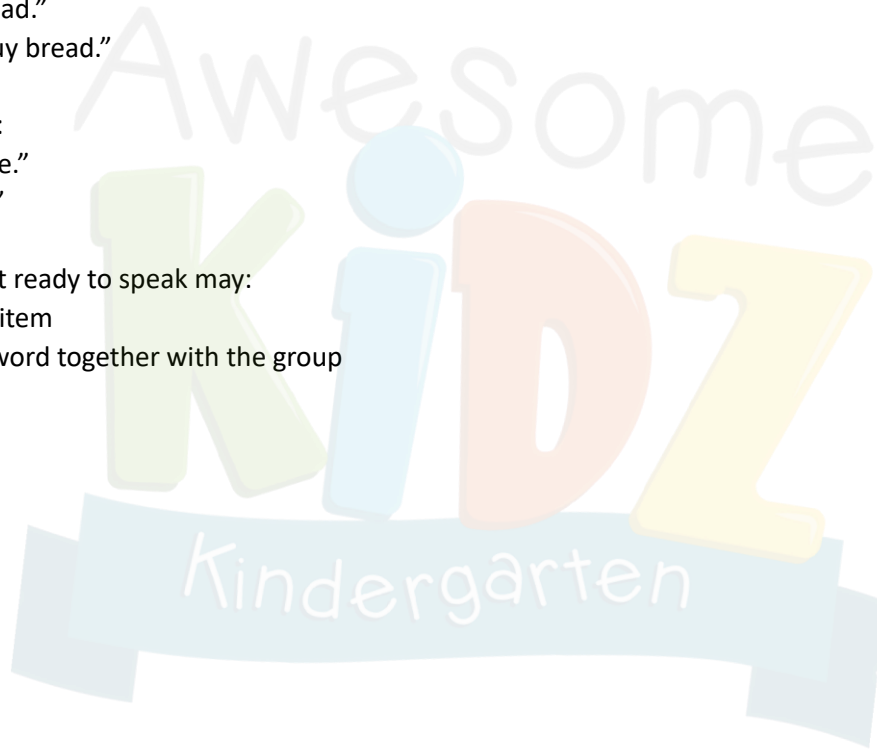 ad.”
uy bread.”
:
e.”
”
t ready to speak may:
item
word together with the group
Awesome
KiDZ
Kindergarten